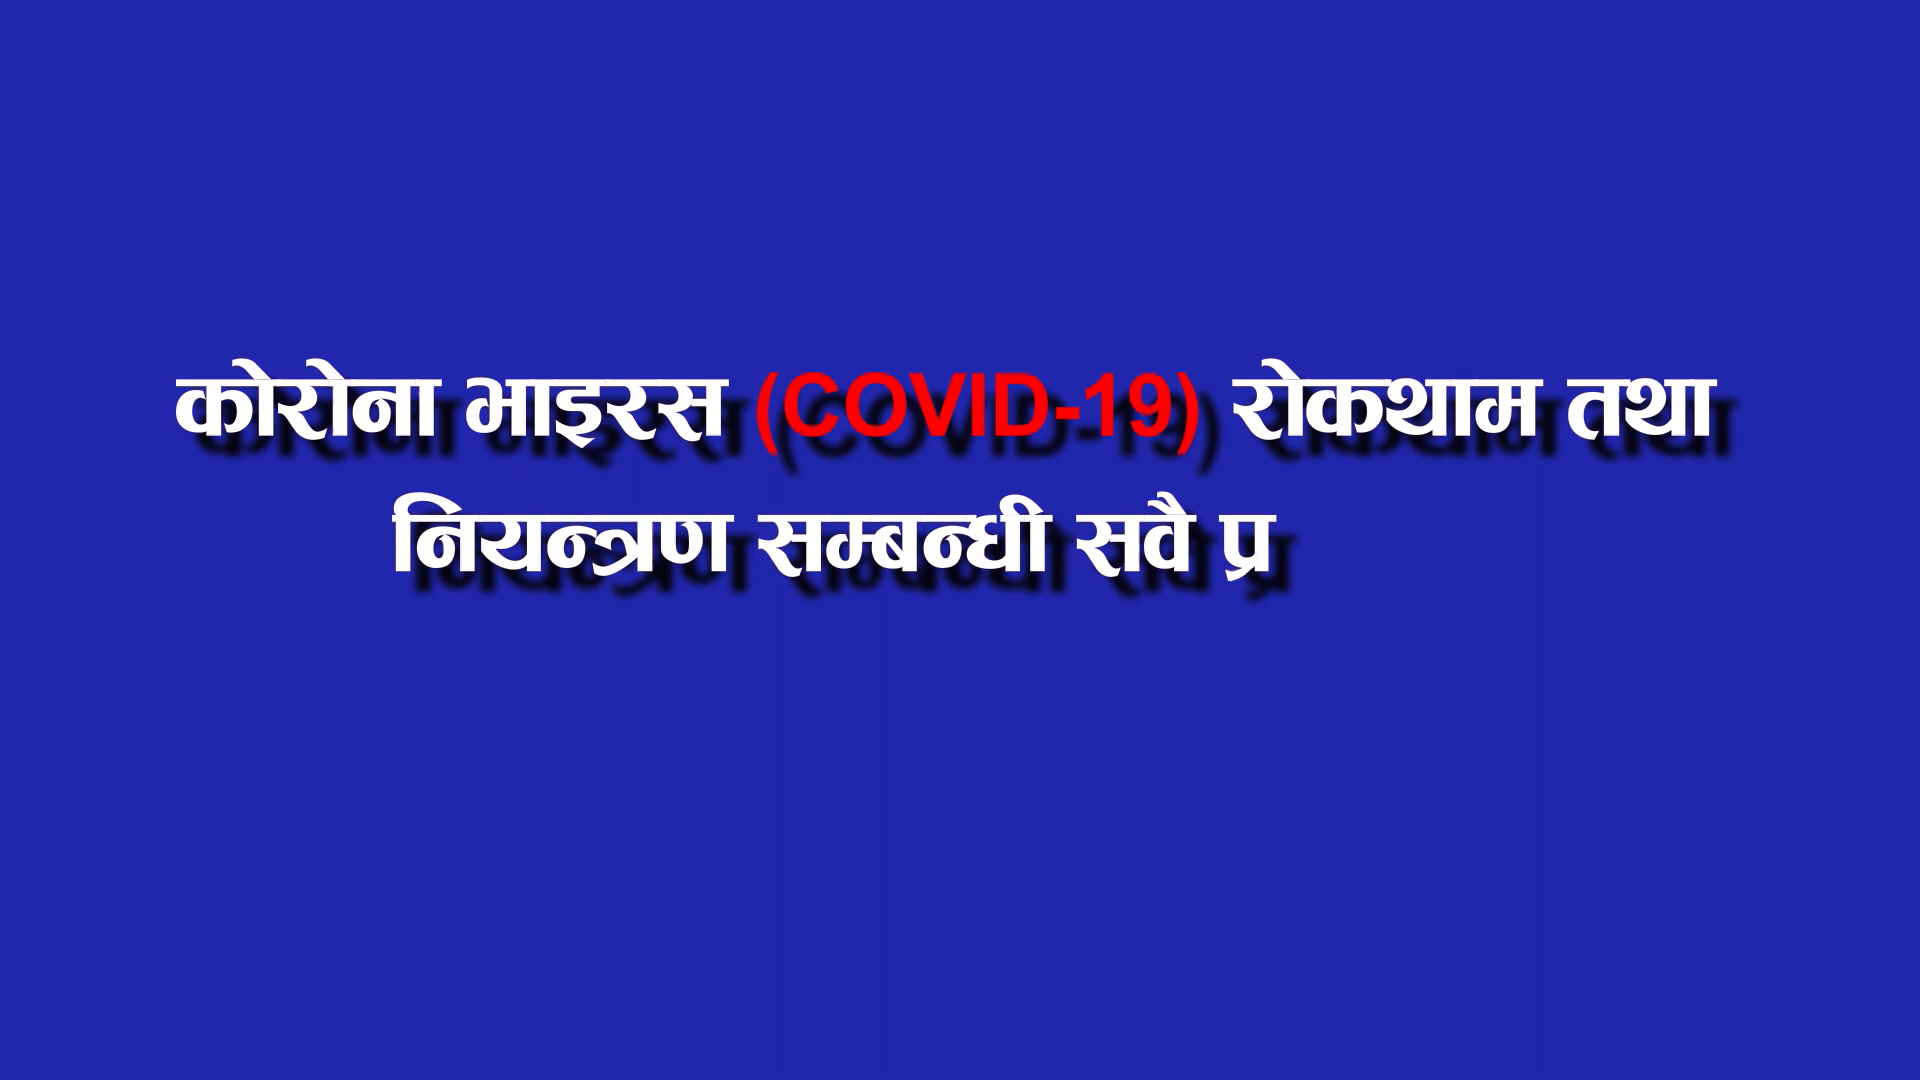 कोरोना भाइरस (COVID-19) रोकथाम तथा
नियन्त्रण सम्बन्धी सवै प्र